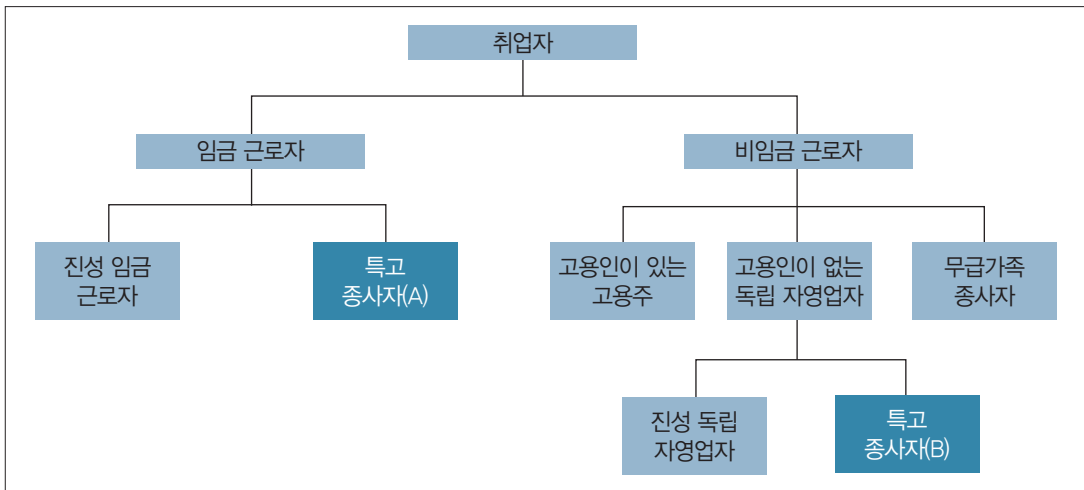 취업자
임금 근로자
비임금 근로자
진성 임금
근로자
특고
종사자(A)
고용인이 있는
고용주
고용인이 없는
독립 자영업자
무급가족
종사자
진성 독립
자영업자
특고
종사자(B)